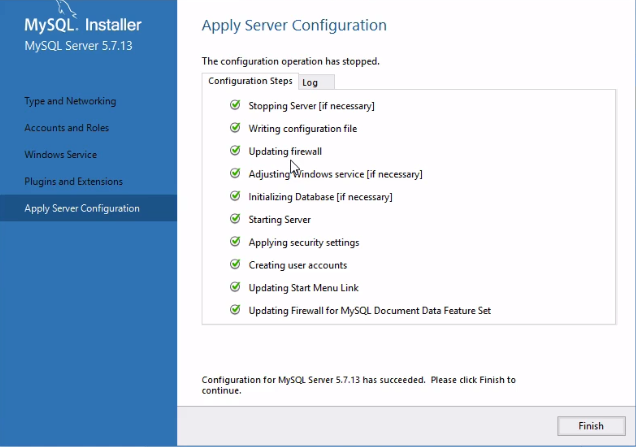 MySQL. Installer
MySQL Server 5.7.13
Type and Networking
Accounts and Roles
Windows Service
Plugins and Extensions
Apply Server Configuration
Apply Server Configuration
The configuration operation has stopped.
Configuration Steps
Log
Stopping Server [if necessary]
Writing configuration file
Updating firewall
Adjusting Windows service [if necessary]
Initializing Database [if necessary]
Starting Server
Applying security settings
Creating user accounts
Updating Start Menu Link
Updating Firewall for MySQL Document Data Feature Set
Configuration for MySQL Server 5.7.13 has succeeded. Please click Finish to
continue.
Finish